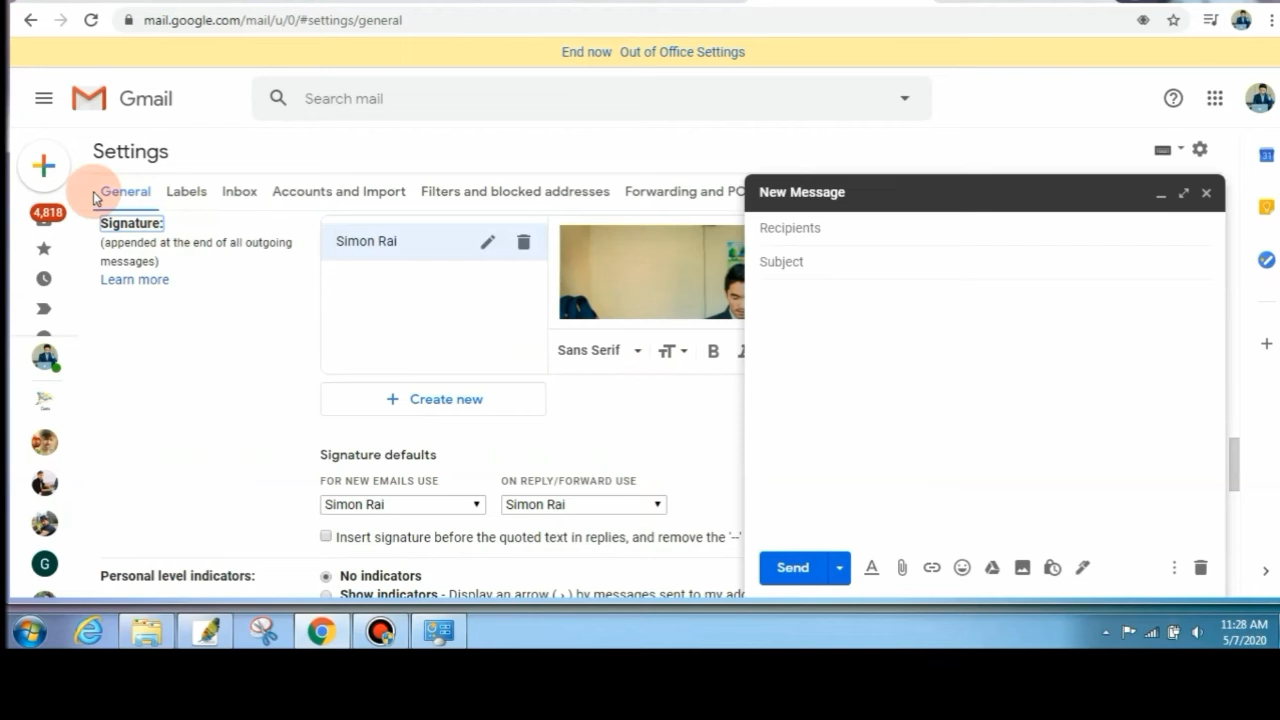 mail.google.com/mail/u/0/#settings/general
End now Out of Office Settings
Gmail
Search mail
Settings
General Labels Inbox Accounts and Import Filters and blocked addresses Forwarding and PO
4,818
Signature:
(appended at the end of all outgoing
messages)
Learn more
Simon Rai
Sans Serif
B
+ Create new
Signature defaults
FOR NEW EMAILS USE ON REPLY/FORWARD USE
Simon Rai Simon Rai
Insert signature before the quoted text in replies, and remove the '--'
Personal level indicators:
No indicators
Show indicators - Display an arrow ( › ) by messages sent to my add
G
New Message
Recipients
Subject
Send
31
11:28 AM
5/7/2020